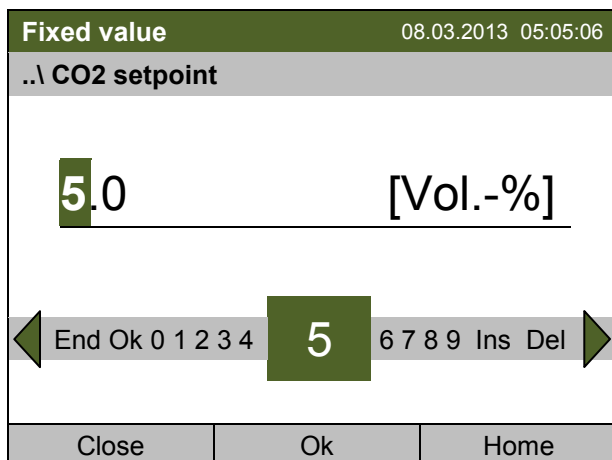 Fixed value 08.03.2013 05:05:06
..\ CO2 setpoint
5.0 [Vol.-%]
End Ok 0 1 2 3 4 5 6 7 8 9 Ins Del
Close Ok Home